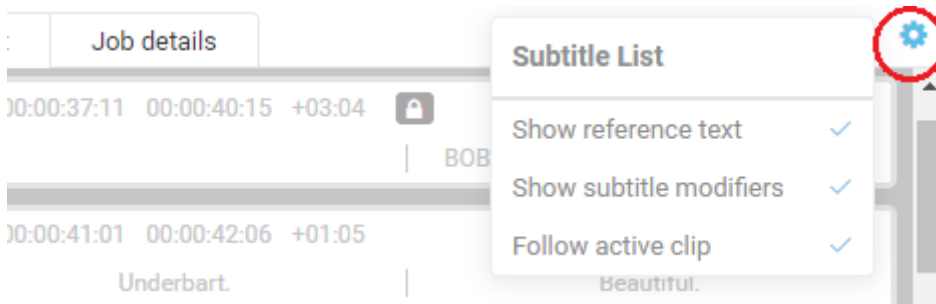 Job details
Subtitle List
00:00:37:11 00:00:40:15 +03:04
Show reference text
BOB
Show subtitle modifiers
00:00:41:01 00:00:42:06 +01:05
Follow active clip
Underbart. | Beautiful.